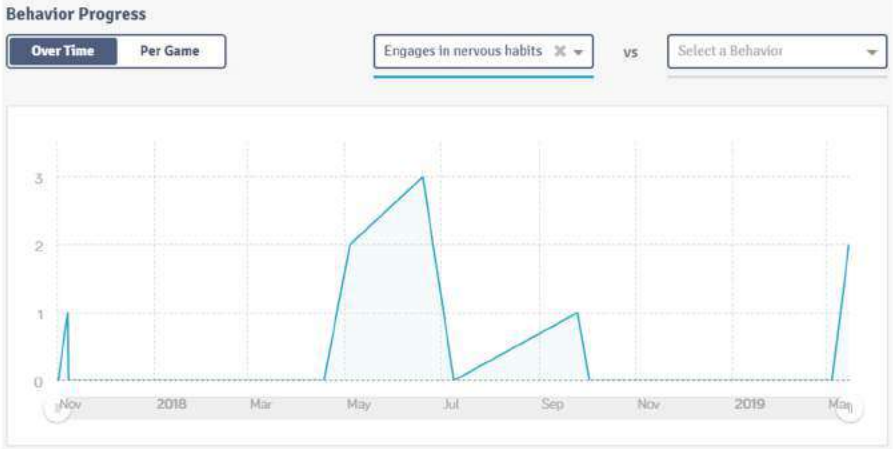 Behavior Progress
Over Time Per Game Engages in nervous habits vs Select a Behavior
3
2
1
0
Nov 2018 Mar May Jul Sep Nov 2019 Mar